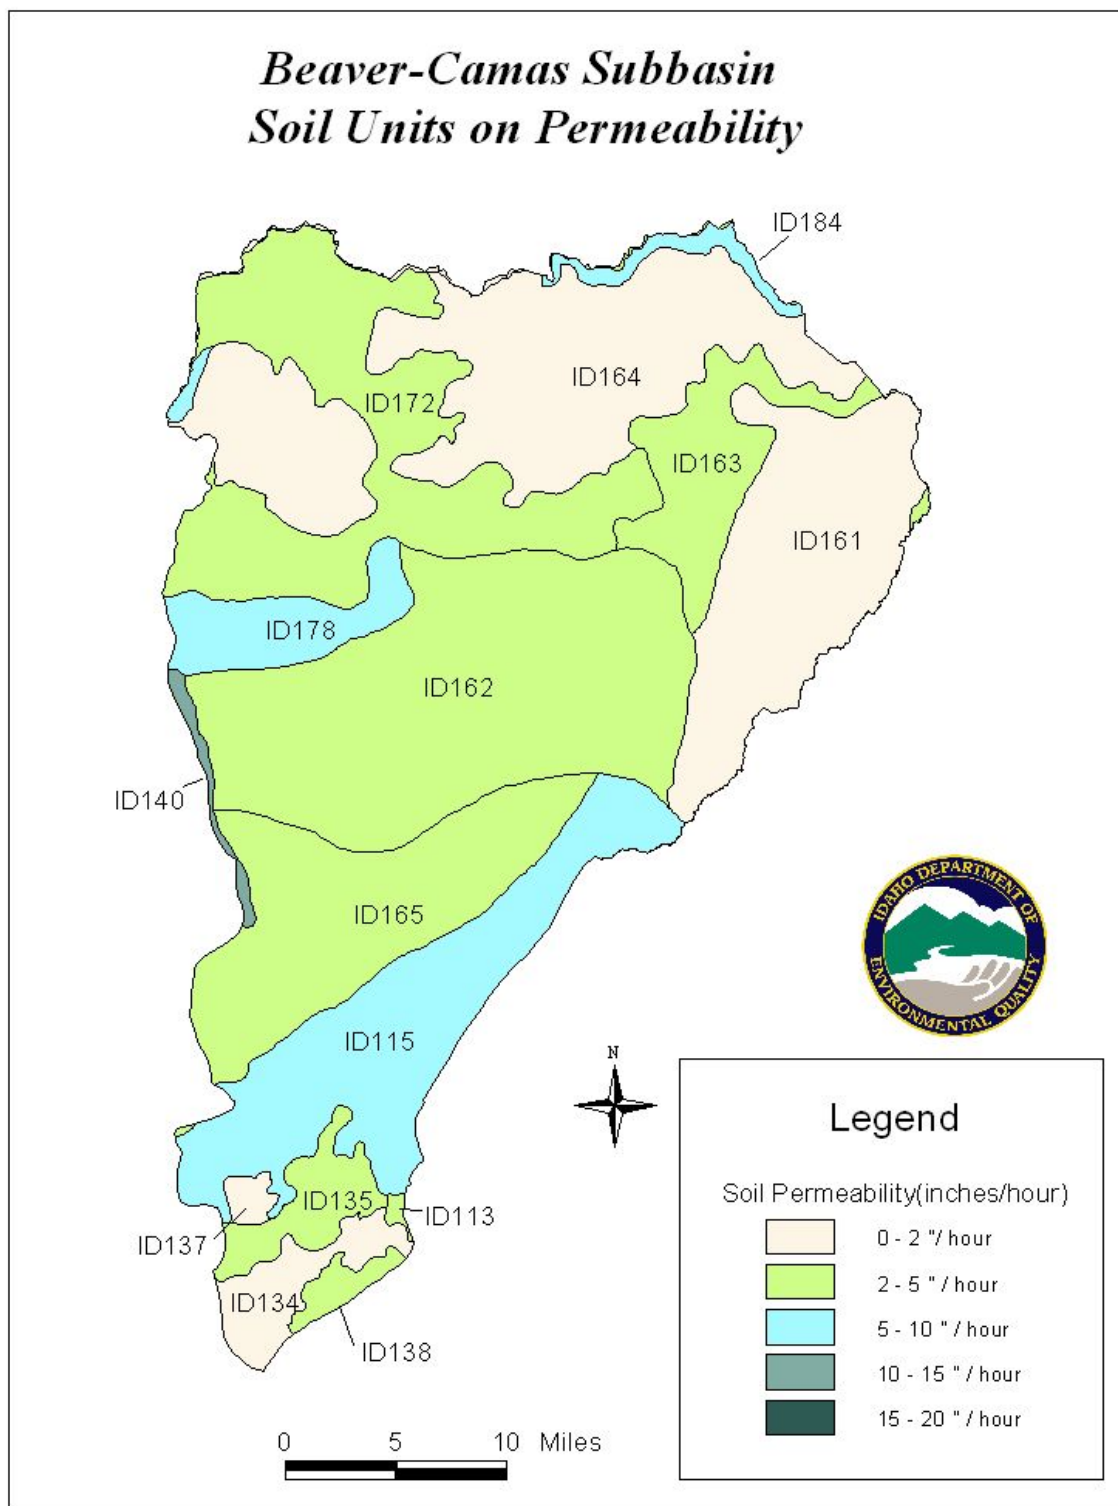 Beaver-Camas Subbasin
Soil Units on Permeability
ID184
ID164
ID172
ID163
ID161
ID178
ID162
ID140
ID165
IDAHO DEPARTMENT OF
ENVIRONMENTAL QUALITY
ID115
N
ID135
ID113
ID137
ID134
ID138
Legend
Soil Permeability(inches/hour)
0 - 2 "/ hour
2 - 5 " / hour
5 - 10 " / hour
10 - 15 " / hour
15 - 20 " / hour
0 5 10 Miles